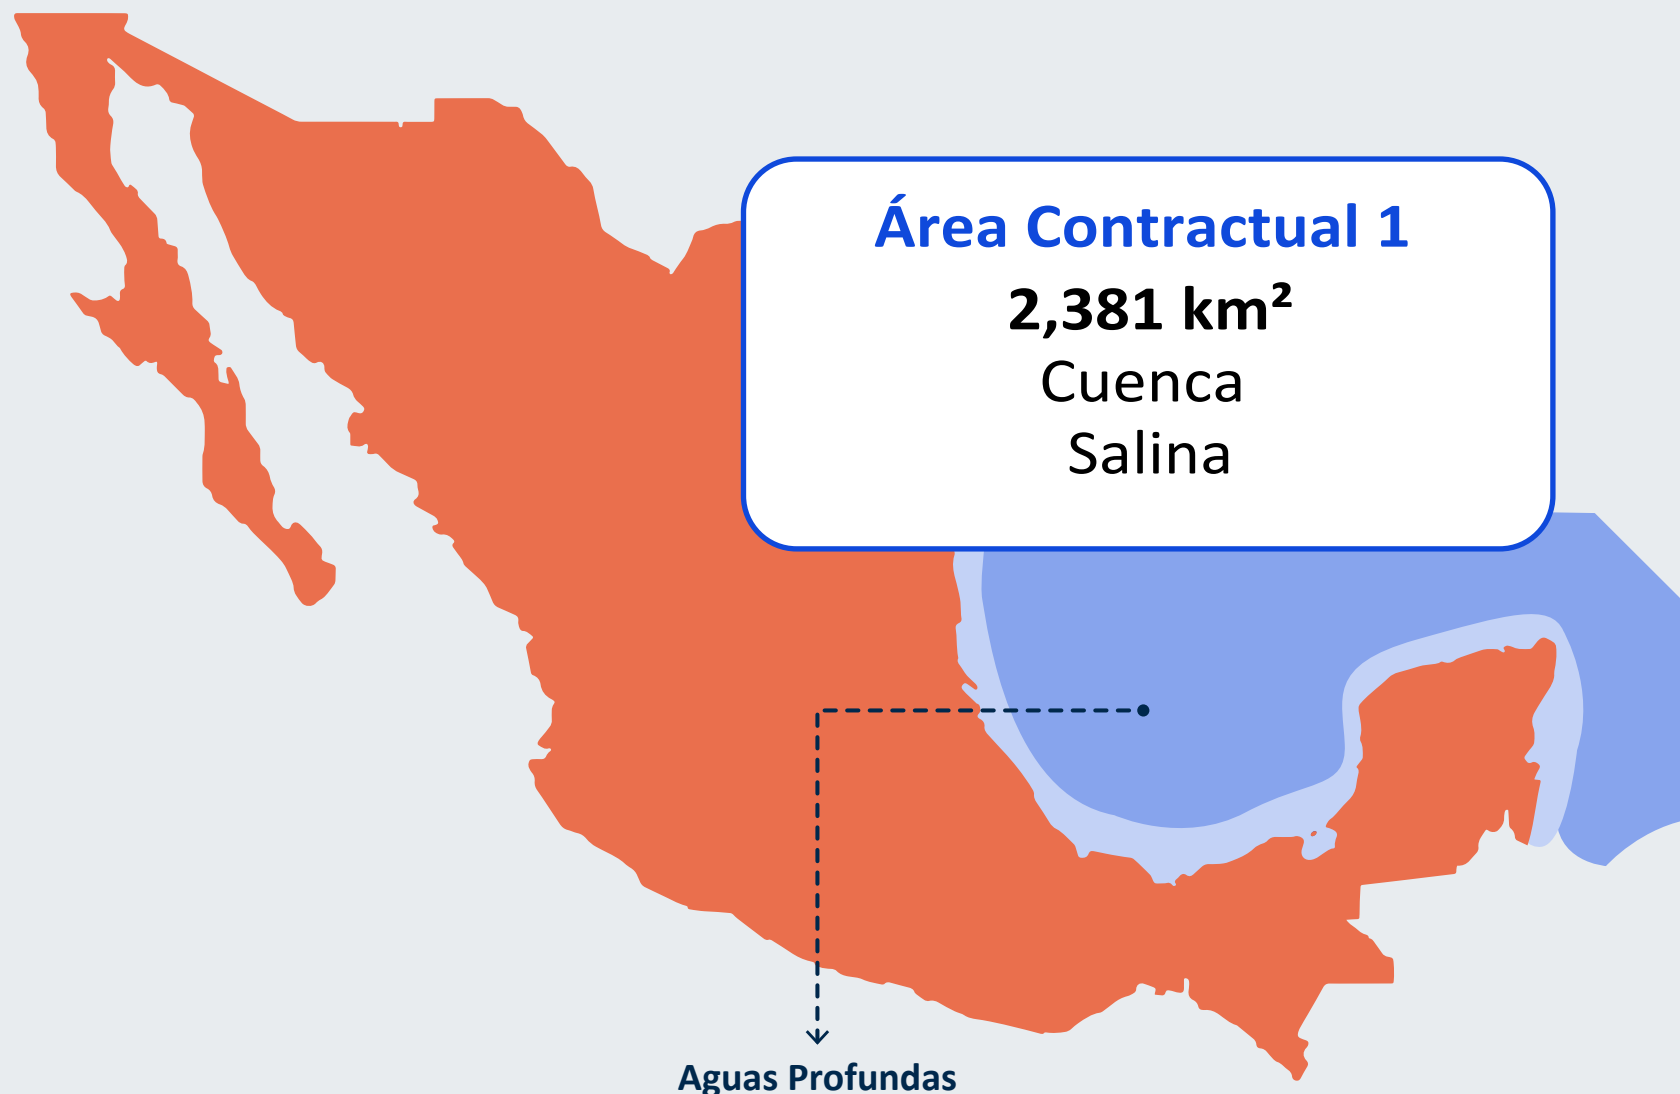 Área Contractual 1
2,381 km²
Cuenca
Salina
Aguas Profundas